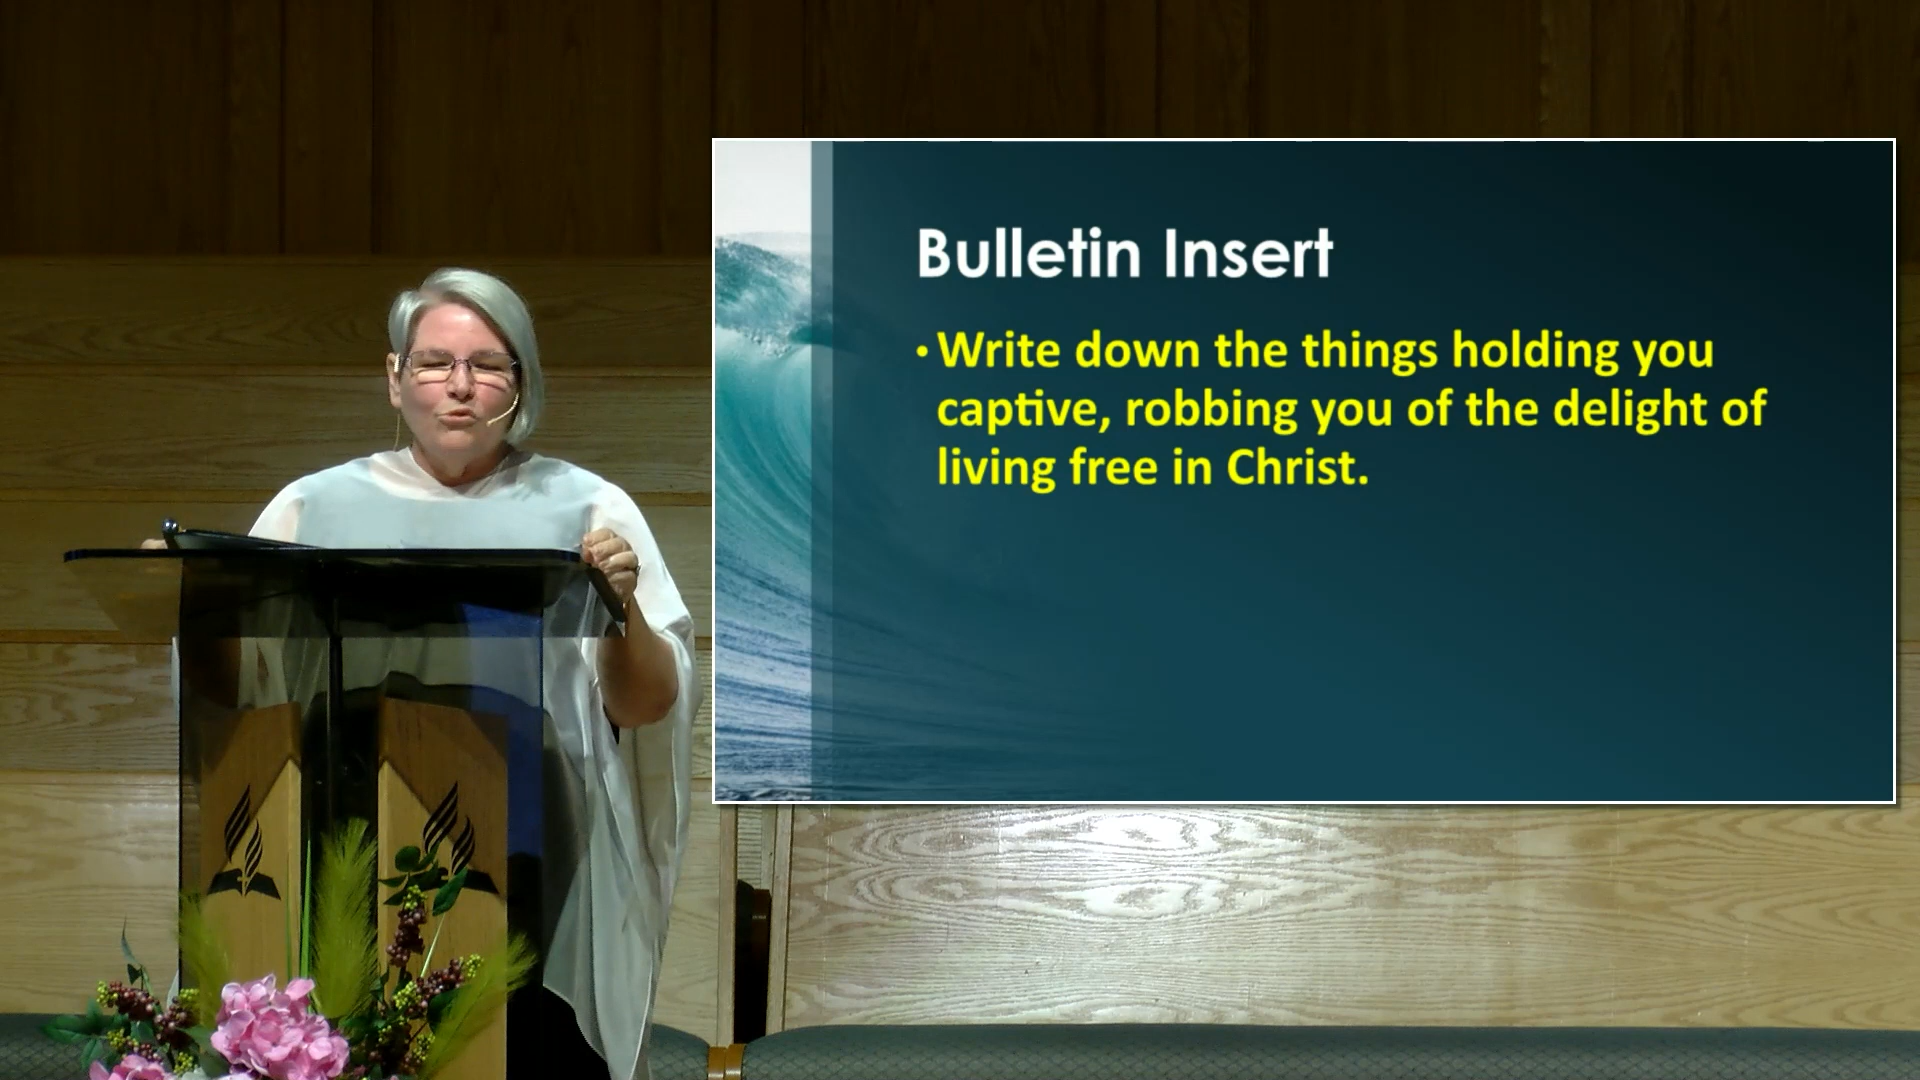 Bulletin Insert
• Write down the things holding you
captive, robbing you of the delight of
living free in Christ.